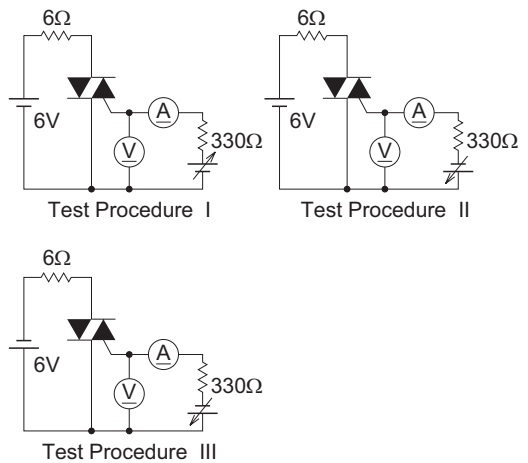 6Ω
6V
A
V
330Ω
Test Procedure I
6Ω
6V
A
V
330Ω
Test Procedure II
6Ω
6V
A
V
330Ω
Test Procedure III